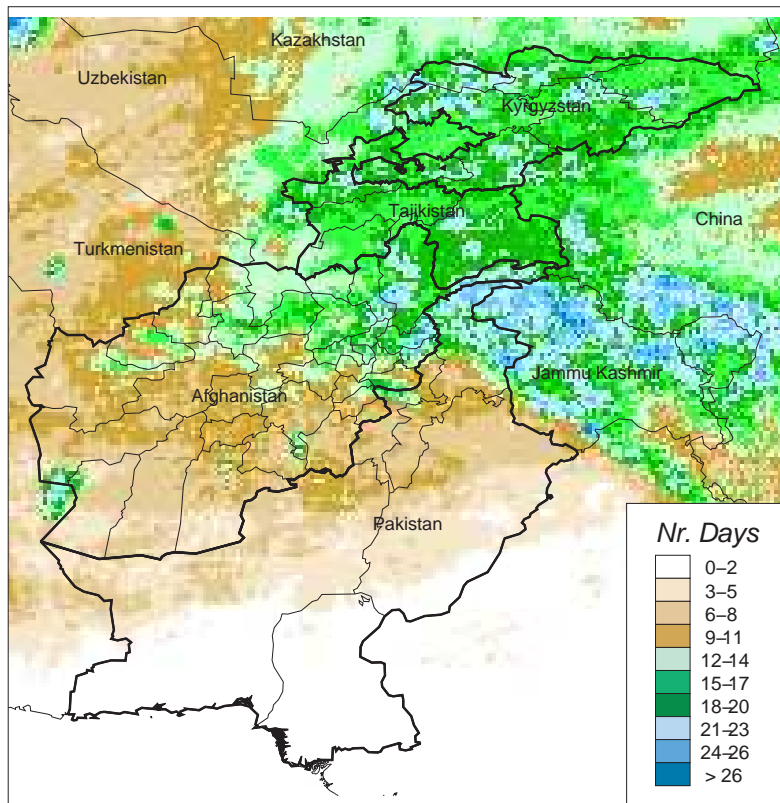 Kazakhstan
Uzbekistan
Kyrgyzstan
Tajikistan
China
Turkmenistan
Jammu Kashmir
Afghanistan
Pakistan
Nr. Days
0–2
3–5
6–8
9–11
12–14
15–17
18–20
21–23
24–26
> 26